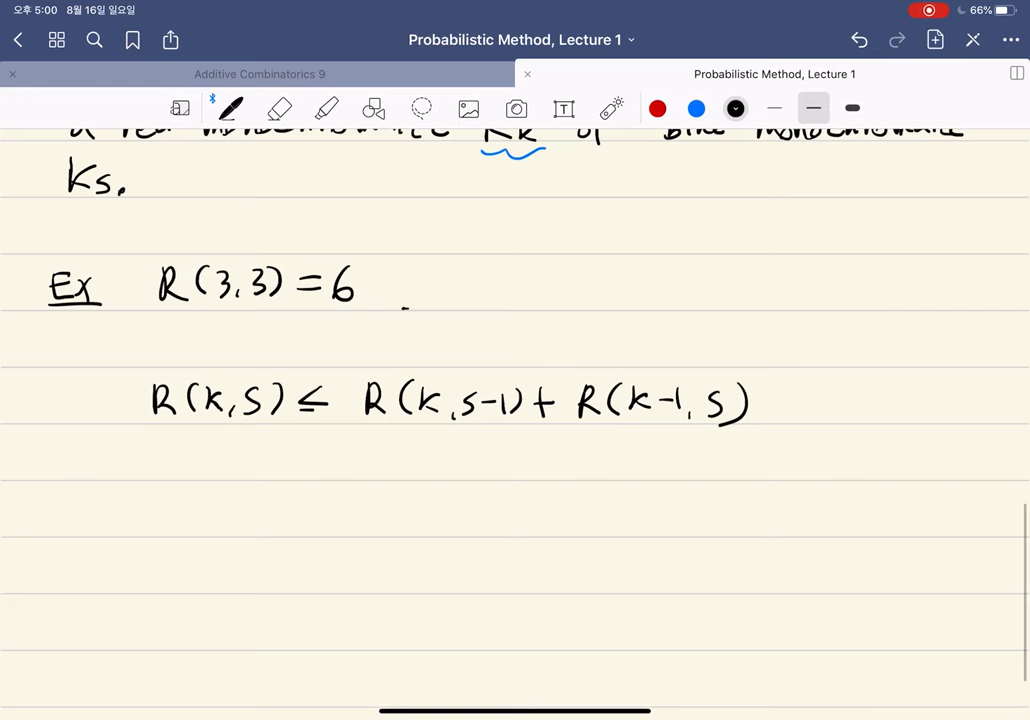 오후 5:00 8월 16일 일요일 66%
Probabilistic Method, Lecture 1
Additive Combinatorics 9
Probabilistic Method, Lecture 1
Ks.
Ex R(3,3) = 6
R(k,s) ≤ R(k,s-1) + R(k-1,s)